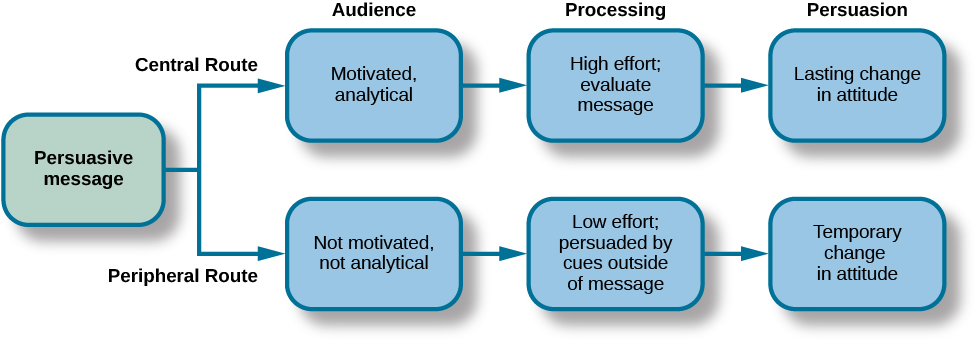 Audience
Processing
Persuasion
Central Route
Motivated,
analytical
High effort;
evaluate
message
Lasting change
in attitude
Persuasive
message
Peripheral Route
Not motivated,
not analytical
Low effort;
persuaded by
cues outside
of message
Temporary
change
in attitude